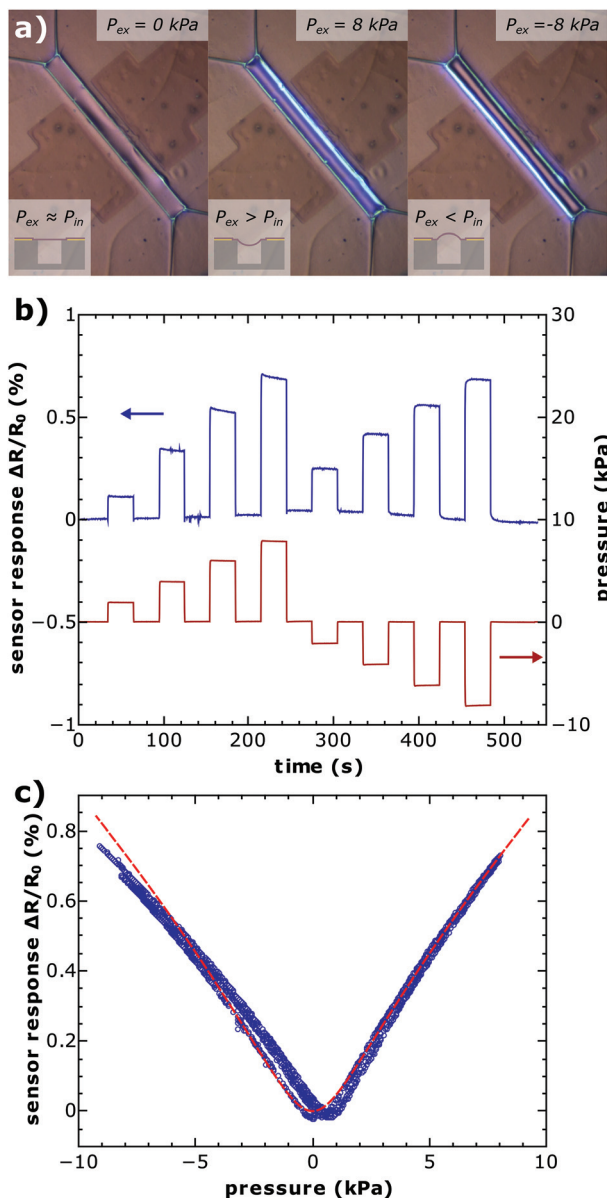 a)
P_ex = 0 kPa
P_ex = 8 kPa
P_ex =-8 kPa
P_ex ≈ P_in
P_ex > P_in
P_ex < P_in
b)
1
0.5
0
−0.5
−1
sensor response ΔR/R₀ (%)
30
20
10
0
−10
pressure (kPa)
0 100 200 300 400 500
time (s)
c)
0.8
0.6
0.4
0.2
0
sensor response ΔR/R₀ (%)
−10 −5 0 5 10
pressure (kPa)